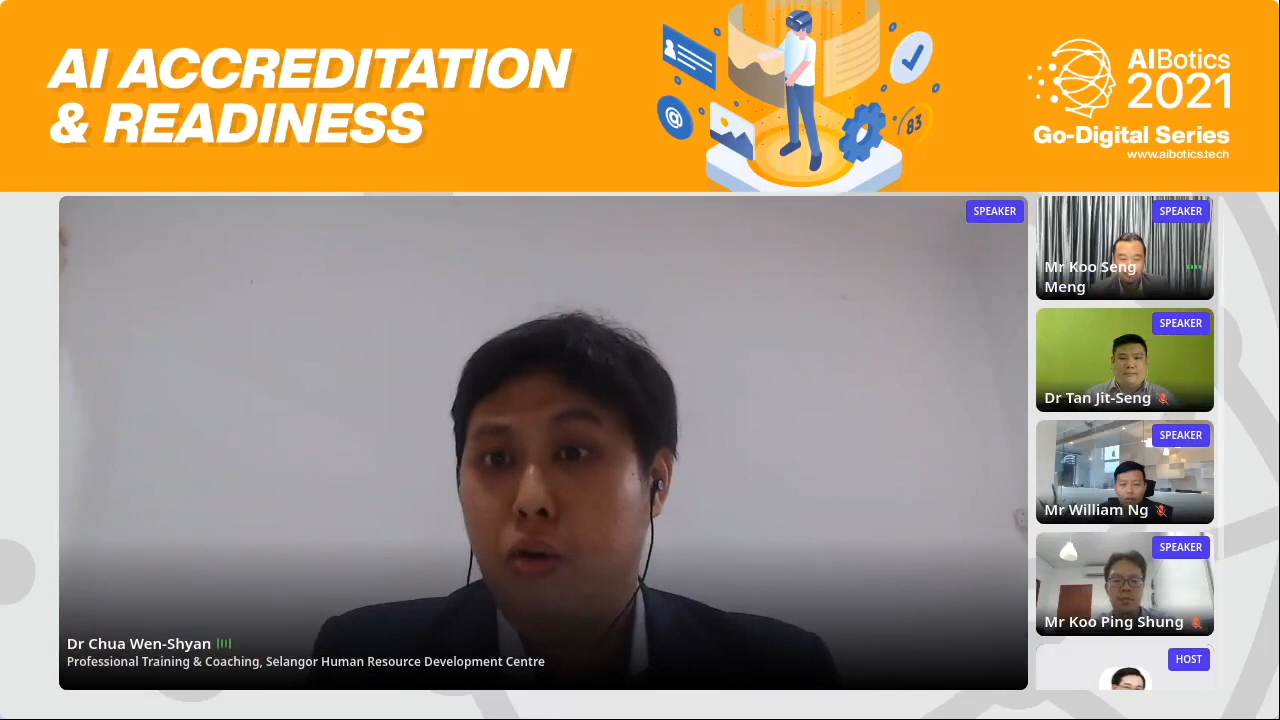 AI ACCREDITATION
& READINESS
@
83
AIBotics
2021
Go-Digital Series
www.aibotics.tech
SPEAKER
Dr Chua Wen-Shyan
Professional Training & Coaching, Selangor Human Resource Development Centre
SPEAKER
Mr Koo Seng
Meng
SPEAKER
Dr Tan Jit-Seng
SPEAKER
Mr William Ng
SPEAKER
Mr Koo Ping Shung
HOST